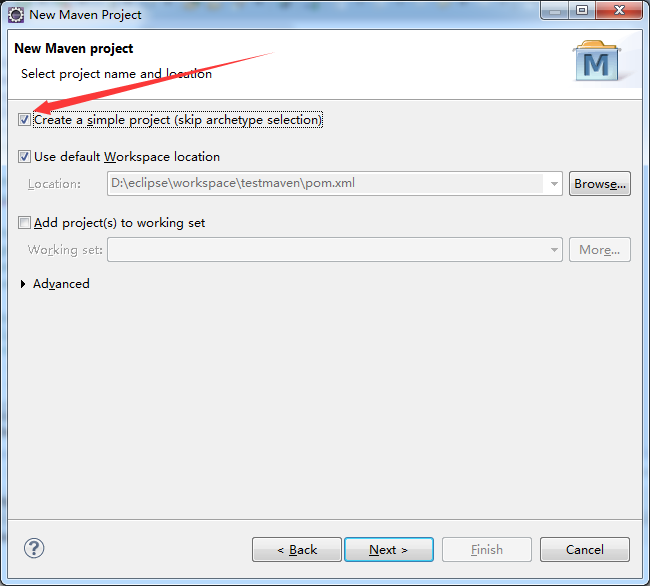 New Maven Project
New Maven project
Select project name and location
M
Create a simple project (skip archetype selection)
Use default Workspace location
Location: D:\eclipse\workspace\testmaven\pom.xml Browse...
Add project(s) to working set
Working set: More...
Advanced
? < Back Next > Finish Cancel